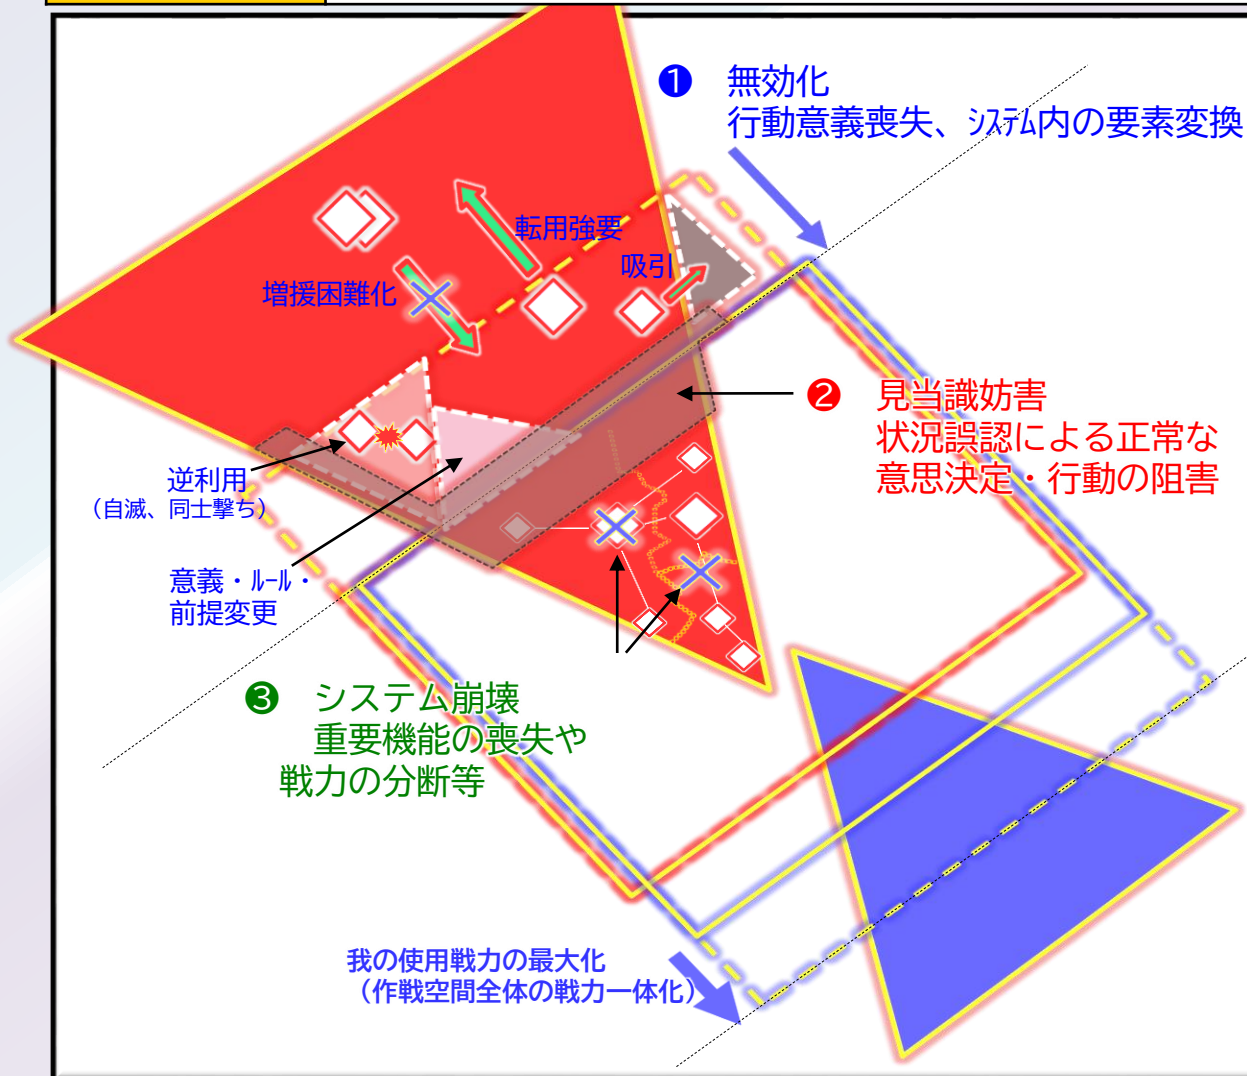 ❶ 無効化
行動意義喪失、ｼｽﾃﾑ内の要素変換
転用強要
吸引
増援困難化
❷ 見当識妨害
状況誤認による正常な
意思決定・行動の阻害
逆利用
（自滅、同士撃ち）
意義・ﾙｰﾙ・
前提変更
❸ システム崩壊
重要機能の喪失や
戦力の分断等
我の使用戦力の最大化
（作戦空間全体の戦力一体化）